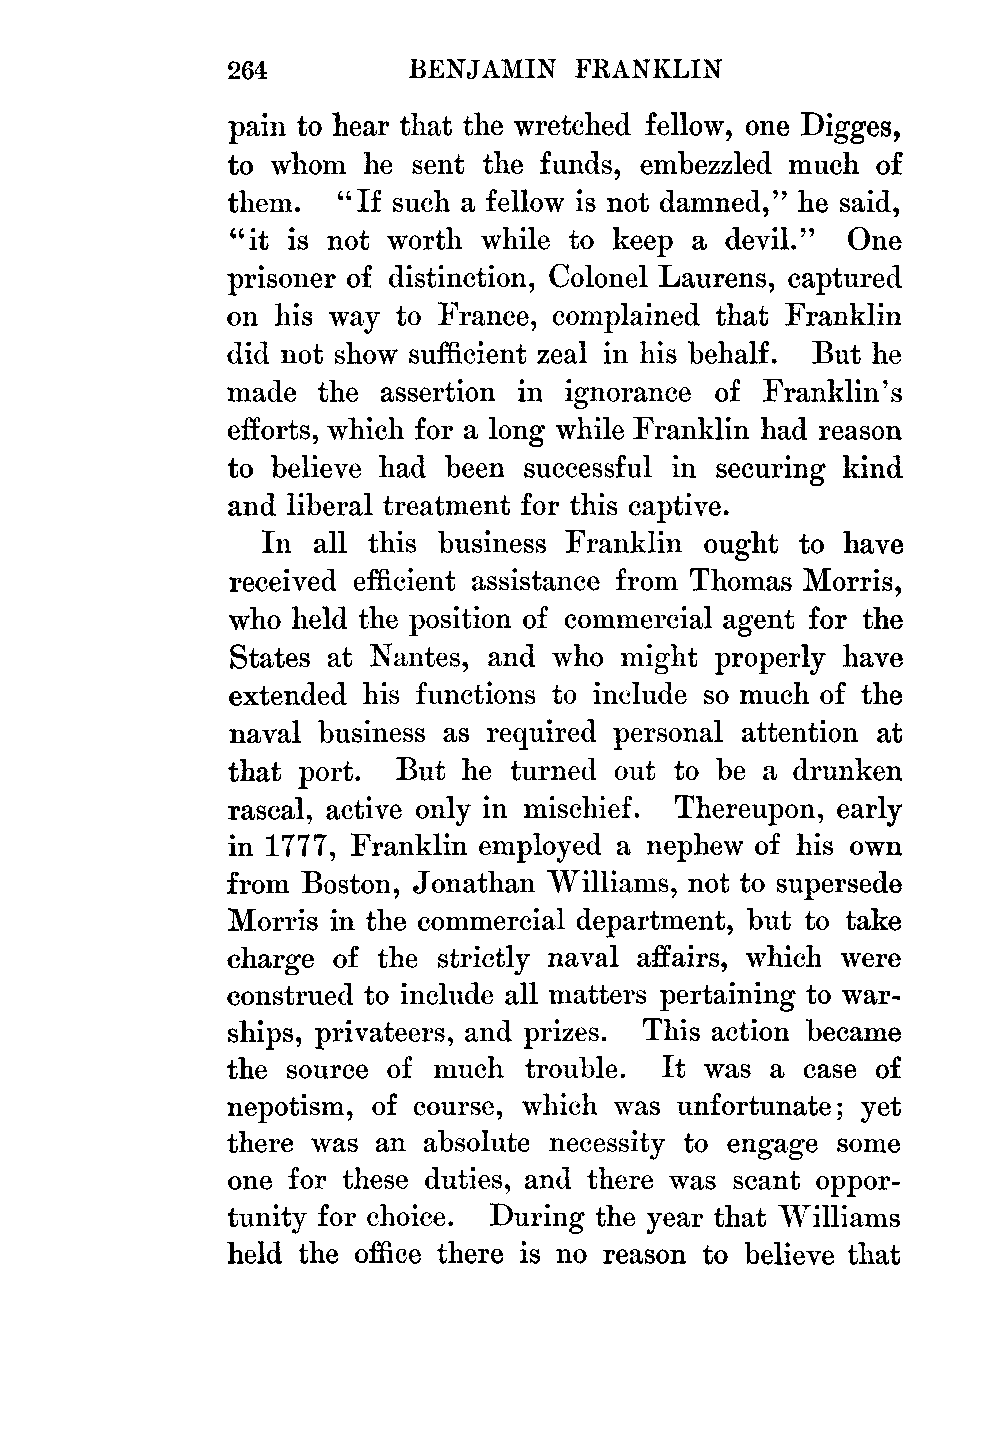 264 BENJAMIN FRANKLIN
pain to hear that the wretched fellow, one Digges,
to whom he sent the funds, embezzled much of
them. “If such a fellow is not damned,” he said,
“it is not worth while to keep a devil.” One
prisoner of distinction, Colonel Laurens, captured
on his way to France, complained that Franklin
did not show sufficient zeal in his behalf. But he
made the assertion in ignorance of Franklin’s
efforts, which for a long while Franklin had reason
to believe had been successful in securing kind
and liberal treatment for this captive.
In all this business Franklin ought to have
received efficient assistance from Thomas Morris,
who held the position of commercial agent for the
States at Nantes, and who might properly have
extended his functions to include so much of the
naval business as required personal attention at
that port. But he turned out to be a drunken
rascal, active only in mischief. Thereupon, early
in 1777, Franklin employed a nephew of his own
from Boston, Jonathan Williams, not to supersede
Morris in the commercial department, but to take
charge of the strictly naval affairs, which were
construed to include all matters pertaining to war-
ships, privateers, and prizes. This action became
the source of much trouble. It was a case of
nepotism, of course, which was unfortunate; yet
there was an absolute necessity to engage some
one for these duties, and there was scant oppor-
tunity for choice. During the year that Williams
held the office there is no reason to believe that